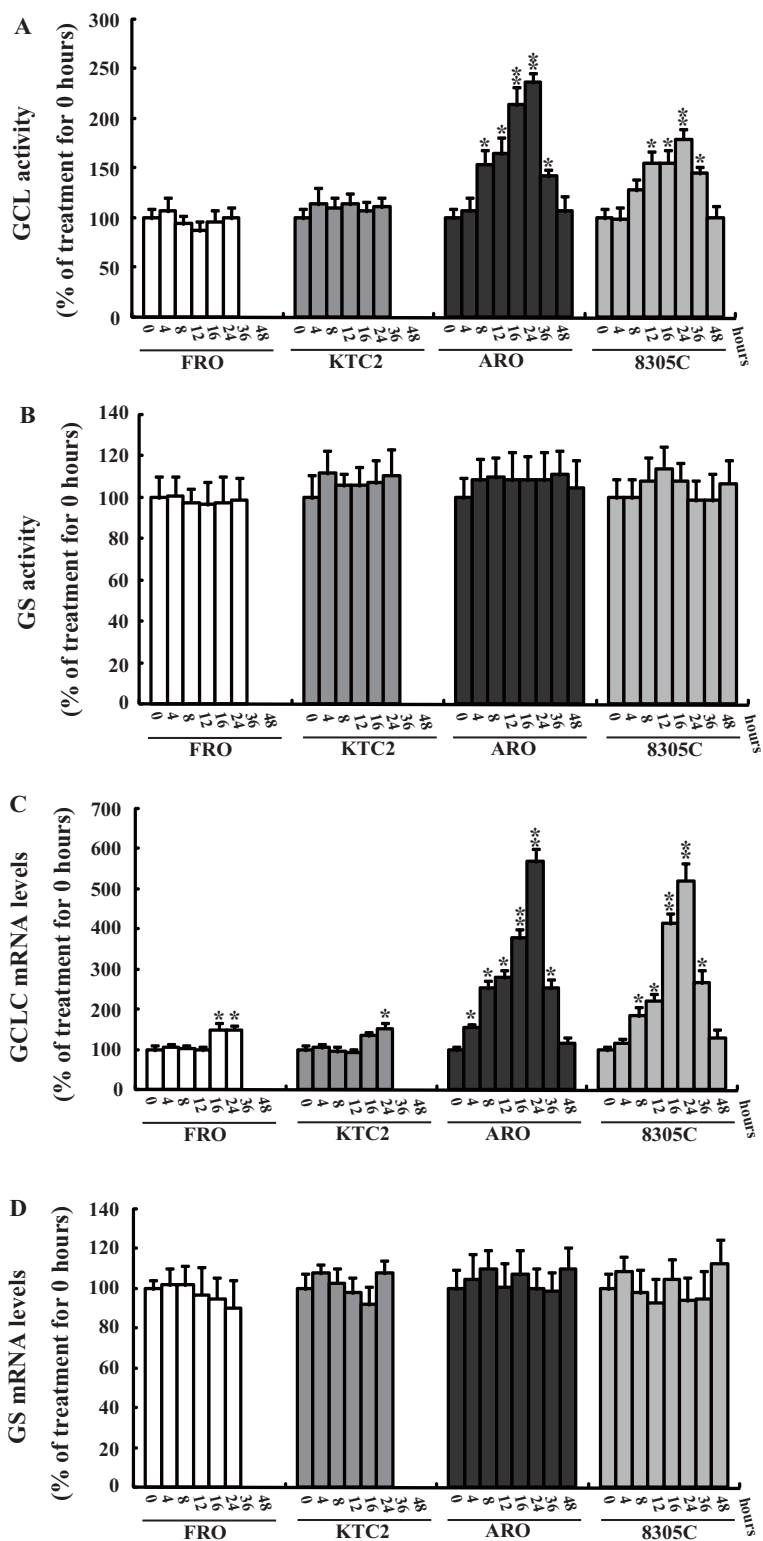 A
GCL activity
(% of treatment for 0 hours)
300
250
200
150
100
50
0
* * ** ** *
* * ** *
0 4 8 12 16 24 36 48
0 4 8 12 16 24 36 48
0 4 8 12 16 24 36 48
0 4 8 12 16 24 36 48
hours
FRO KTC2 ARO 8305C
B
GS activity
(% of treatment for 0 hours)
140
120
100
80
60
40
20
0
0 4 8 12 16 24 36 48
0 4 8 12 16 24 36 48
0 4 8 12 16 24 36 48
0 4 8 12 16 24 36 48
hours
FRO KTC2 ARO 8305C
C
GCLC mRNA levels
(% of treatment for 0 hours)
700
600
500
400
300
200
100
0
* *
*
* * * ** ** *
* * ** ** *
0 4 8 12 16 24 36 48
0 4 8 12 16 24 36 48
0 4 8 12 16 24 36 48
0 4 8 12 16 24 36 48
hours
FRO KTC2 ARO 8305C
D
GS mRNA levels
(% of treatment for 0 hours)
140
120
100
80
60
40
20
0
0 4 8 12 16 24 36 48
0 4 8 12 16 24 36 48
0 4 8 12 16 24 36 48
0 4 8 12 16 24 36 48
hours
FRO KTC2 ARO 8305C